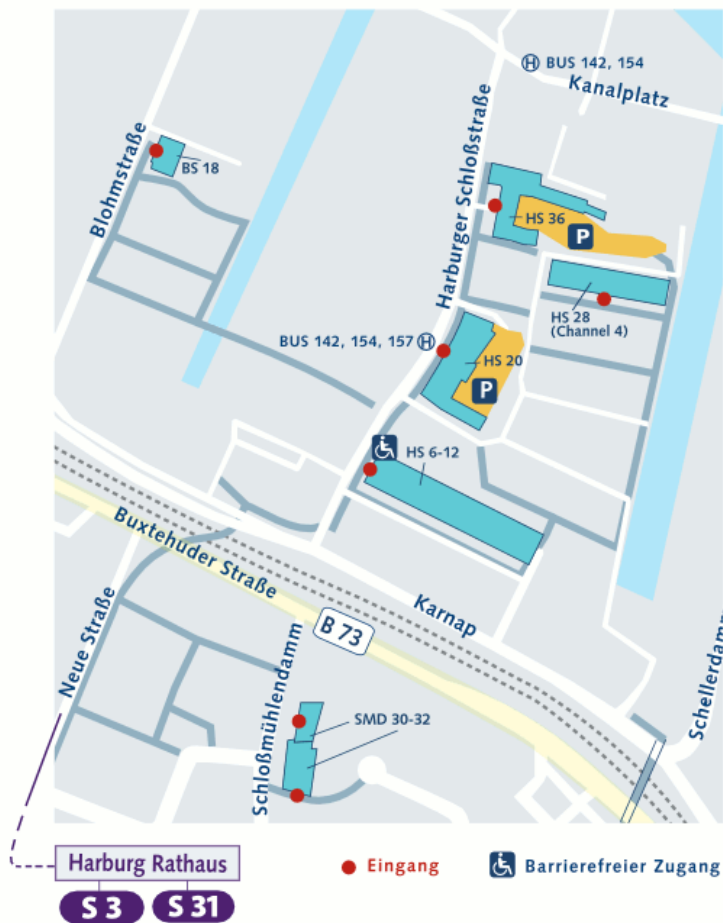 H BUS 142, 154
Kanalplatz
Harburger Schloßstraße
Blohmstraße
BS 18
HS 36
P
HS 28
(Channel 4)
BUS 142, 154, 157 H
HS 20
P
HS 6-12
Buxtehuder Straße
Karnap
B 73
Neue Straße
Schloßmühlendamm
SMD 30-32
Schellerdamm
Harburg Rathaus
S 3 S 31
Eingang
Barrierefreier Zugang